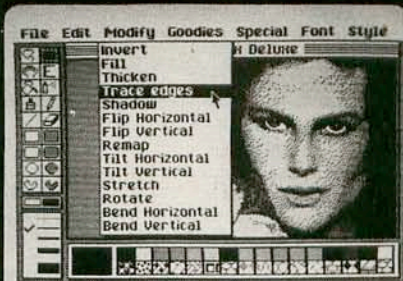 File Edit Modify Goodies Special Font Style
x Deluxe
Invert
Fill
Thicken
Trace edges
Shadow
Flip Horizontal
Flip Vertical
Remap
Tilt Horizontal
Tilt Vertical
Stretch
Rotate
Bend Horizontal
Bend Vertical